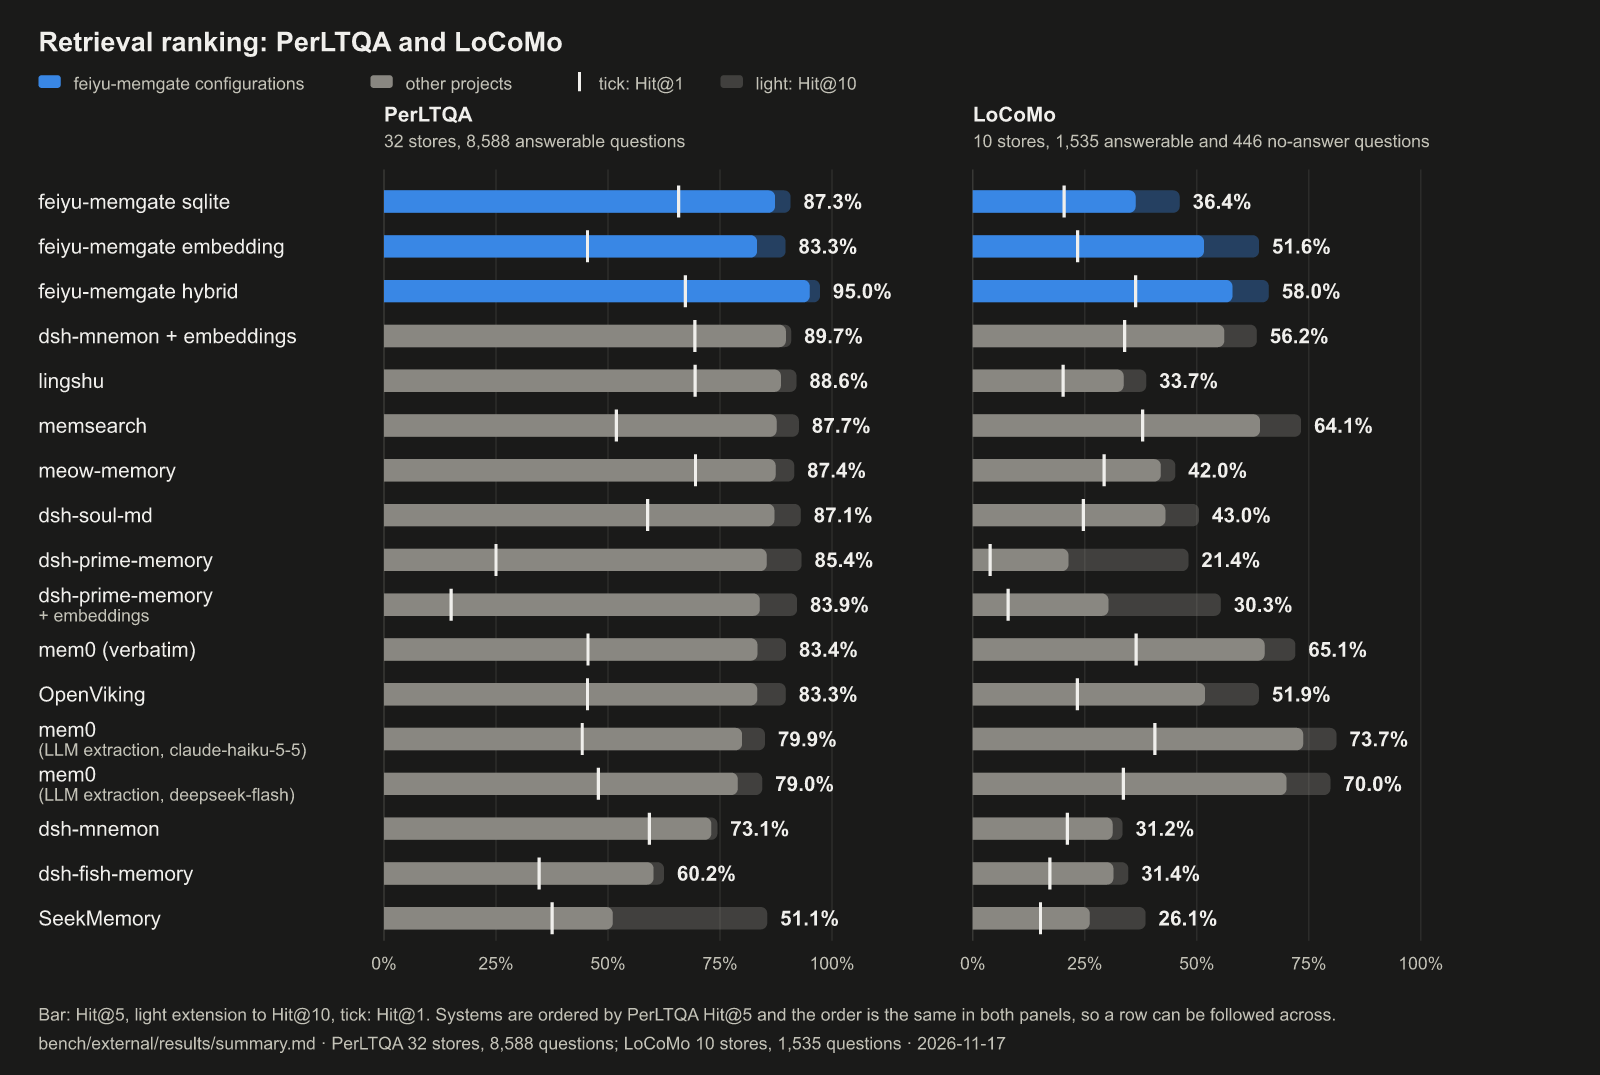 Retrieval ranking: PerLTQA and LoCoMo
feiyu-memgate configurations
other projects
tick: Hit@1
light: Hit@10
PerLTQA
32 stores, 8,588 answerable questions
LoCoMo
10 stores, 1,535 answerable and 446 no-answer questions
feiyu-memgate sqlite 87.3% 36.4%
feiyu-memgate embedding 83.3% 51.6%
feiyu-memgate hybrid 95.0% 58.0%
dsh-mnemon + embeddings 89.7% 56.2%
lingshu 88.6% 33.7%
memsearch 87.7% 64.1%
meow-memory 87.4% 42.0%
dsh-soul-md 87.1% 43.0%
dsh-prime-memory 85.4% 21.4%
dsh-prime-memory
+ embeddings 83.9% 30.3%
mem0 (verbatim) 83.4% 65.1%
OpenViking 83.3% 51.9%
mem0
(LLM extraction, claude-haiku-5-5) 79.9% 73.7%
mem0
(LLM extraction, deepseek-flash) 79.0% 70.0%
dsh-mnemon 73.1% 31.2%
dsh-fish-memory 60.2% 31.4%
SeekMemory 51.1% 26.1%
0% 25% 50% 75% 100% 0% 25% 50% 75% 100%
Bar: Hit@5, light extension to Hit@10, tick: Hit@1. Systems are ordered by PerLTQA Hit@5 and the order is the same in both panels, so a row can be followed across.
bench/external/results/summary.md · PerLTQA 32 stores, 8,588 questions; LoCoMo 10 stores, 1,535 questions · 2026-11-17